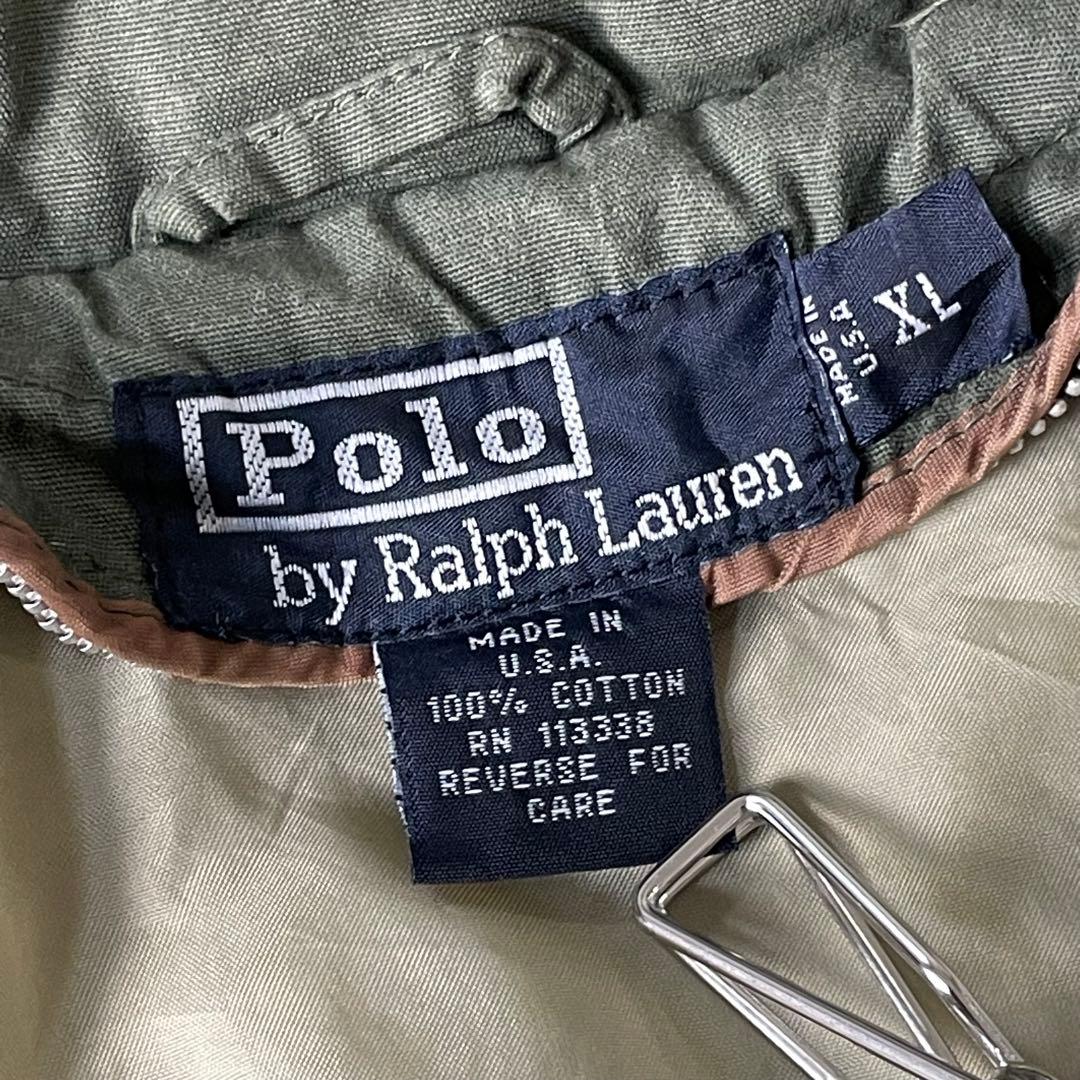 Polo
by Ralph Lauren
MADE IN
U.S.A
XL
MADE IN
U.S.A.
100% COTTON
RN 113338
REVERSE FOR
CARE